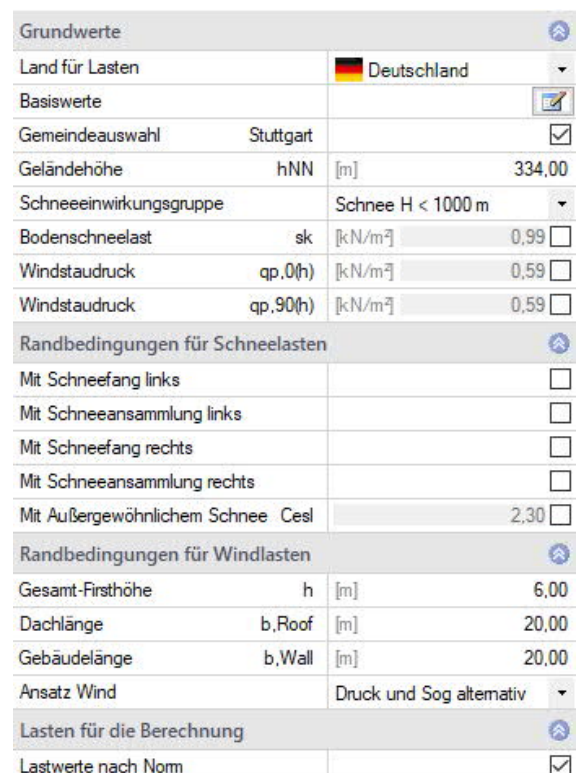 Grundwerte
Land für Lasten Deutschland
Basiswerte
Gemeindeauswahl Stuttgart
Geländehöhe hNN [m] 334,00
Schneeeinwirkungsgruppe Schnee H < 1000 m
Bodenschneelast sk [kN/m²] 0,99
Windstaudruck qp,0(h) [kN/m²] 0,59
Windstaudruck qp,90(h) [kN/m²] 0,59
Randbedingungen für Schneelasten
Mit Schneefang links
Mit Schneeansammlung links
Mit Schneefang rechts
Mit Schneeansammlung rechts
Mit Außergewöhnlichem Schnee Cesl 2,30
Randbedingungen für Windlasten
Gesamt-Firsthöhe h [m] 6,00
Dachlänge b,Roof [m] 20,00
Gebäudelänge b,Wall [m] 20,00
Ansatz Wind Druck und Sog alternativ
Lasten für die Berechnung
Lastwerte nach Norm